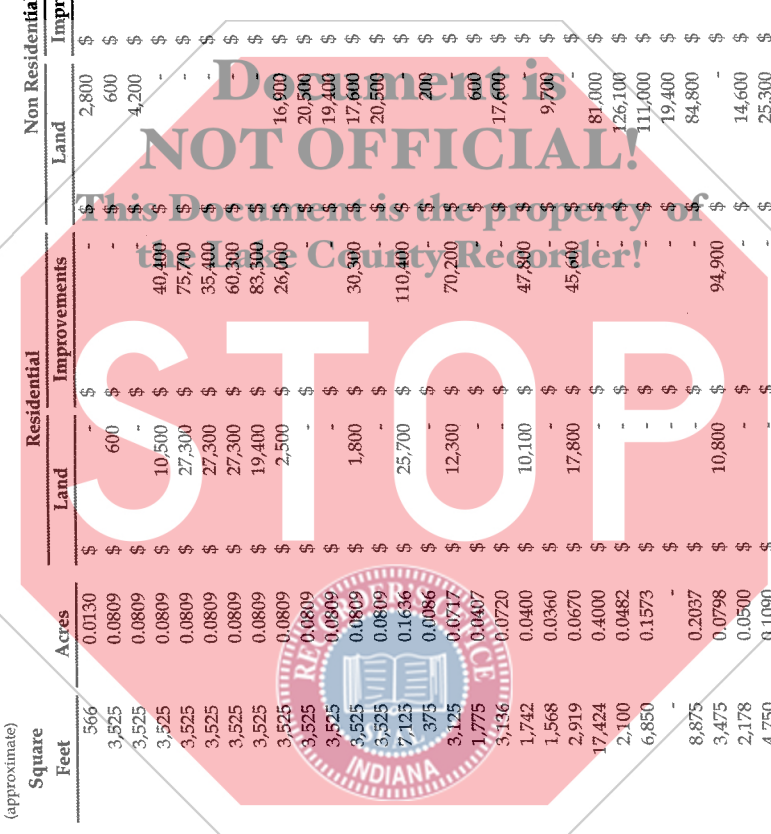 (approximate)
Residential Non Residential
Square
Feet Acres Land Improvements Land Impr
566 0.0130 $ - $ - $ 2,800 $
3,525 0.0809 $ 600 $ - $ 600 $
3,525 0.0809 $ - $ - $ 4,200 $
3,525 0.0809 $ 10,500 $ 40,400 $ - $
3,525 0.0809 $ 27,300 $ 75,700 $ - $
3,525 0.0809 $ 27,300 $ 35,400 $ - $
3,525 0.0809 $ 27,300 $ 60,300 $ - $
3,525 0.0809 $ 19,400 $ 83,300 $ - $
3,525 0.0809 $ 2,500 $ 26,000 $ 16,900 $
3,525 0.0809 $ - $ - $ 20,500 $
3,525 0.0809 $ - $ - $ 19,400 $
3,525 0.0809 $ 1,800 $ 30,300 $ 17,600 $
3,525 0.0809 $ - $ - $ 20,500 $
7,125 0.1636 $ 25,700 $ 110,400 $ - $
375 0.0086 $ - $ - $ 200 $
3,125 0.0717 $ 12,300 $ 70,200 $ - $
1,775 0.0407 $ - $ - $ 600 $
3,136 0.0720 $ - $ - $ 17,600 $
1,742 0.0400 $ 10,100 $ 47,800 $ - $
1,568 0.0360 $ - $ - $ 9,700 $
2,919 0.0670 $ 17,800 $ 45,600 $ - $
17,424 0.4000 $ - $ - $ 81,000 $
2,100 0.0482 $ - $ - $ 126,100 $
6,850 0.1573 $ - $ - $ 111,000 $
- - $ - $ - $ 19,400 $
8,875 0.2037 $ - $ - $ 84,800 $
3,475 0.0798 $ 10,800 $ 94,900 $ - $
2,178 0.0500 $ - $ - $ 14,600 $
4,750 0.1090 $ - $ - $ 25,300 $
Document is
NOT OFFICIAL!
This Document is the property of
the Lake County Recorder!
STOP
RECORDER'S OFFICE
SEAL
INDIANA